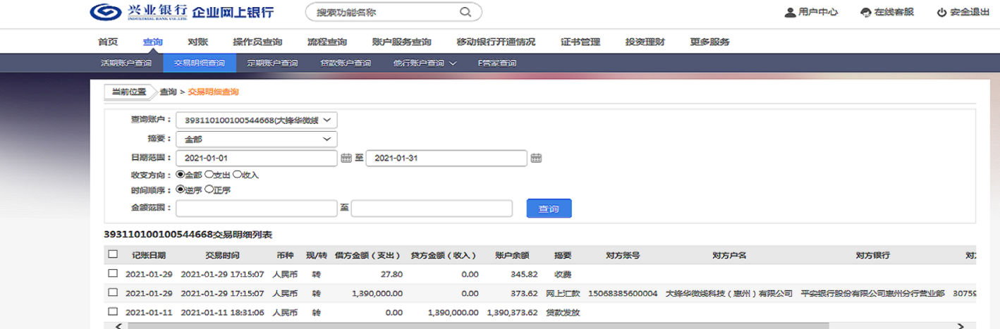 兴业银行 企业网上银行 搜索功能名称 用户中心 在线客服 安全退出
INDUSTRIAL BANK CO.,LTD.
首页 查询 对账 操作员查询 流程查询 账户服务查询 移动银行开通情况 证书管理 投资理财 更多服务
活期账户查询 交易明细查询 定期账户查询 贷款账户查询 他行账户查询 E管家查询
当前位置 查询 > 交易明细查询
查询账户： 393110100100544668(大绛华微线
摘要： 全部
日期范围： 2021-01-01 至 2021-01-31
收支方向： 全部 支出 收入
时间顺序： 逆序 正序
金额范围： 至 查询
393110100100544668交易明细列表
记账日期 交易时间 币种 现/转 借方金额（支出） 贷方金额（收入） 账户余额 摘要 对方账号 对方户名 对方银行 对
2021-01-29 2021-01-29 17:15:07 人民币 转 27.80 0.00 345.82 收费
2021-01-29 2021-01-29 17:15:07 人民币 转 1,390,000.00 0.00 373.62 网上汇款 15068385600004 大绛华微线科技（惠州）有限公司 平安银行股份有限公司惠州分行营业部 30759
2021-01-11 2021-01-11 18:31:06 人民币 转 0.00 1,390,000.00 1,390,373.62 贷款发放